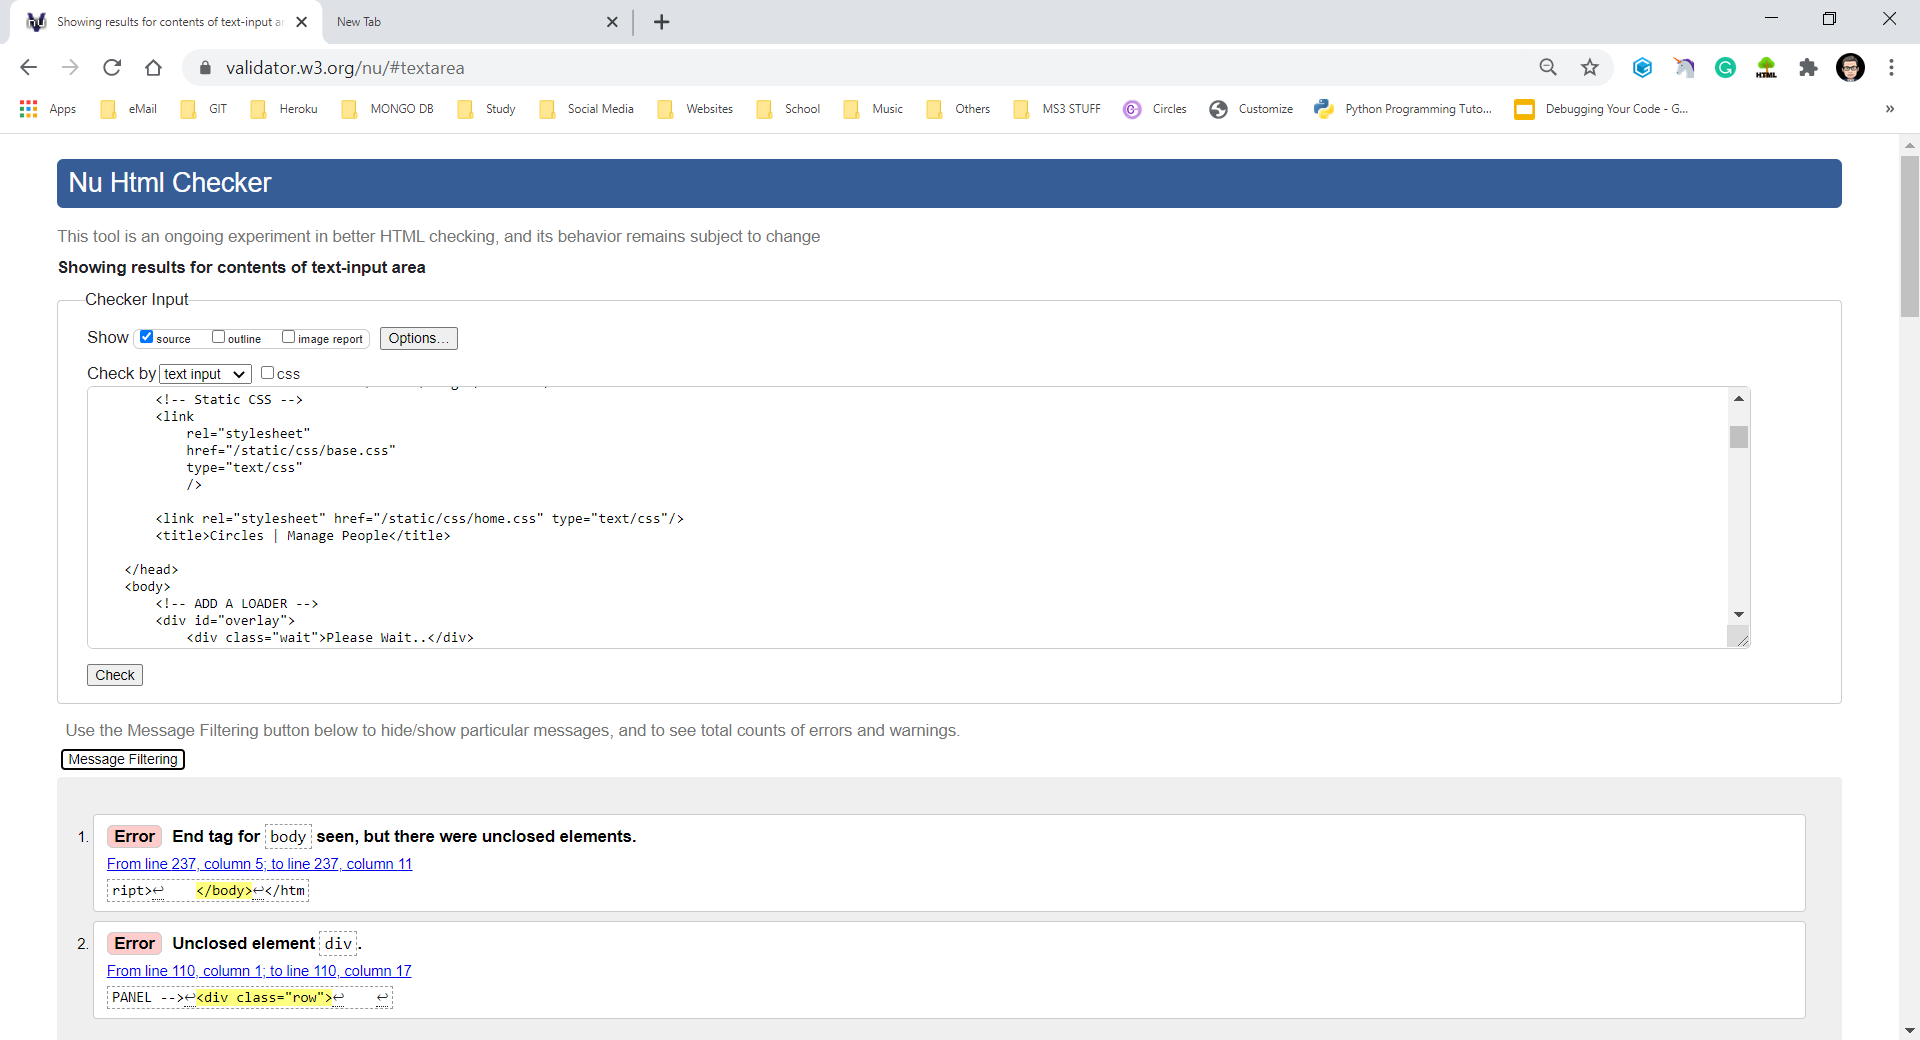 Showing results for contents of text-input ar
New Tab
validator.w3.org/nu/#textarea
Apps eMail GIT Heroku MONGO DB Study Social Media Websites School Music Others MS3 STUFF Circles Customize Python Programming Tuto... Debugging Your Code - G... »
Nu Html Checker
This tool is an ongoing experiment in better HTML checking, and its behavior remains subject to change
Showing results for contents of text-input area
Checker Input
Show source outline image report Options...
Check by text input css
<!-- Static CSS -->
<link
rel="stylesheet"
href="/static/css/base.css"
type="text/css"
/>
<link rel="stylesheet" href="/static/css/home.css" type="text/css"/>
<title>Circles | Manage People</title>
</head>
<body>
<!-- ADD A LOADER -->
<div id="overlay">
<div class="wait">Please Wait..</div>
Check
Use the Message Filtering button below to hide/show particular messages, and to see total counts of errors and warnings.
Message Filtering
1. Error End tag for body seen, but there were unclosed elements.
From line 237, column 5; to line 237, column 11
ript>↩ </body>↩</htm
2. Error Unclosed element div.
From line 110, column 1; to line 110, column 17
PANEL -->↩<div class="row">↩ ↩